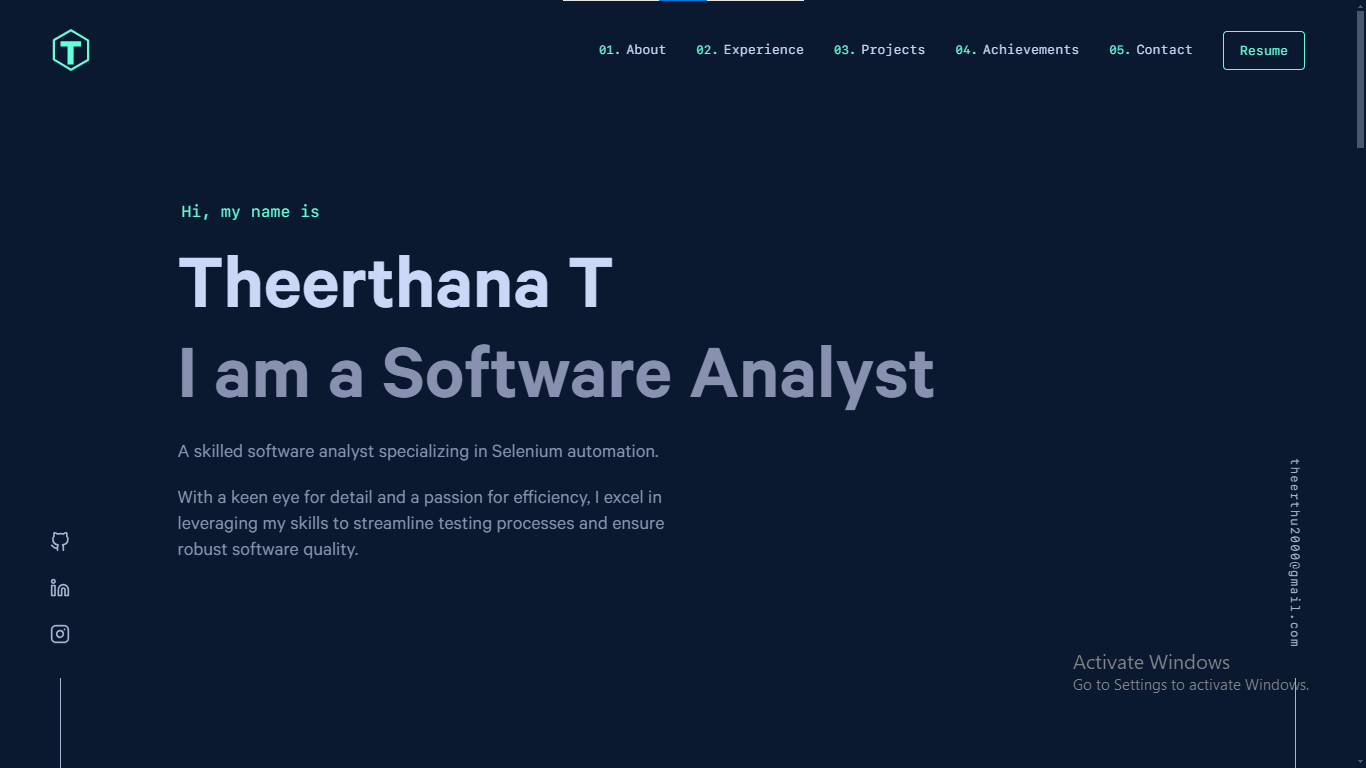 T
01. About 02. Experience 03. Projects 04. Achievements 05. Contact Resume
Hi, my name is
Theerthana T
I am a Software Analyst
A skilled software analyst specializing in Selenium automation.
With a keen eye for detail and a passion for efficiency, I excel in
leveraging my skills to streamline testing processes and ensure
robust software quality.
theerthu2000@gmail.com
Activate Windows
Go to Settings to activate Windows.